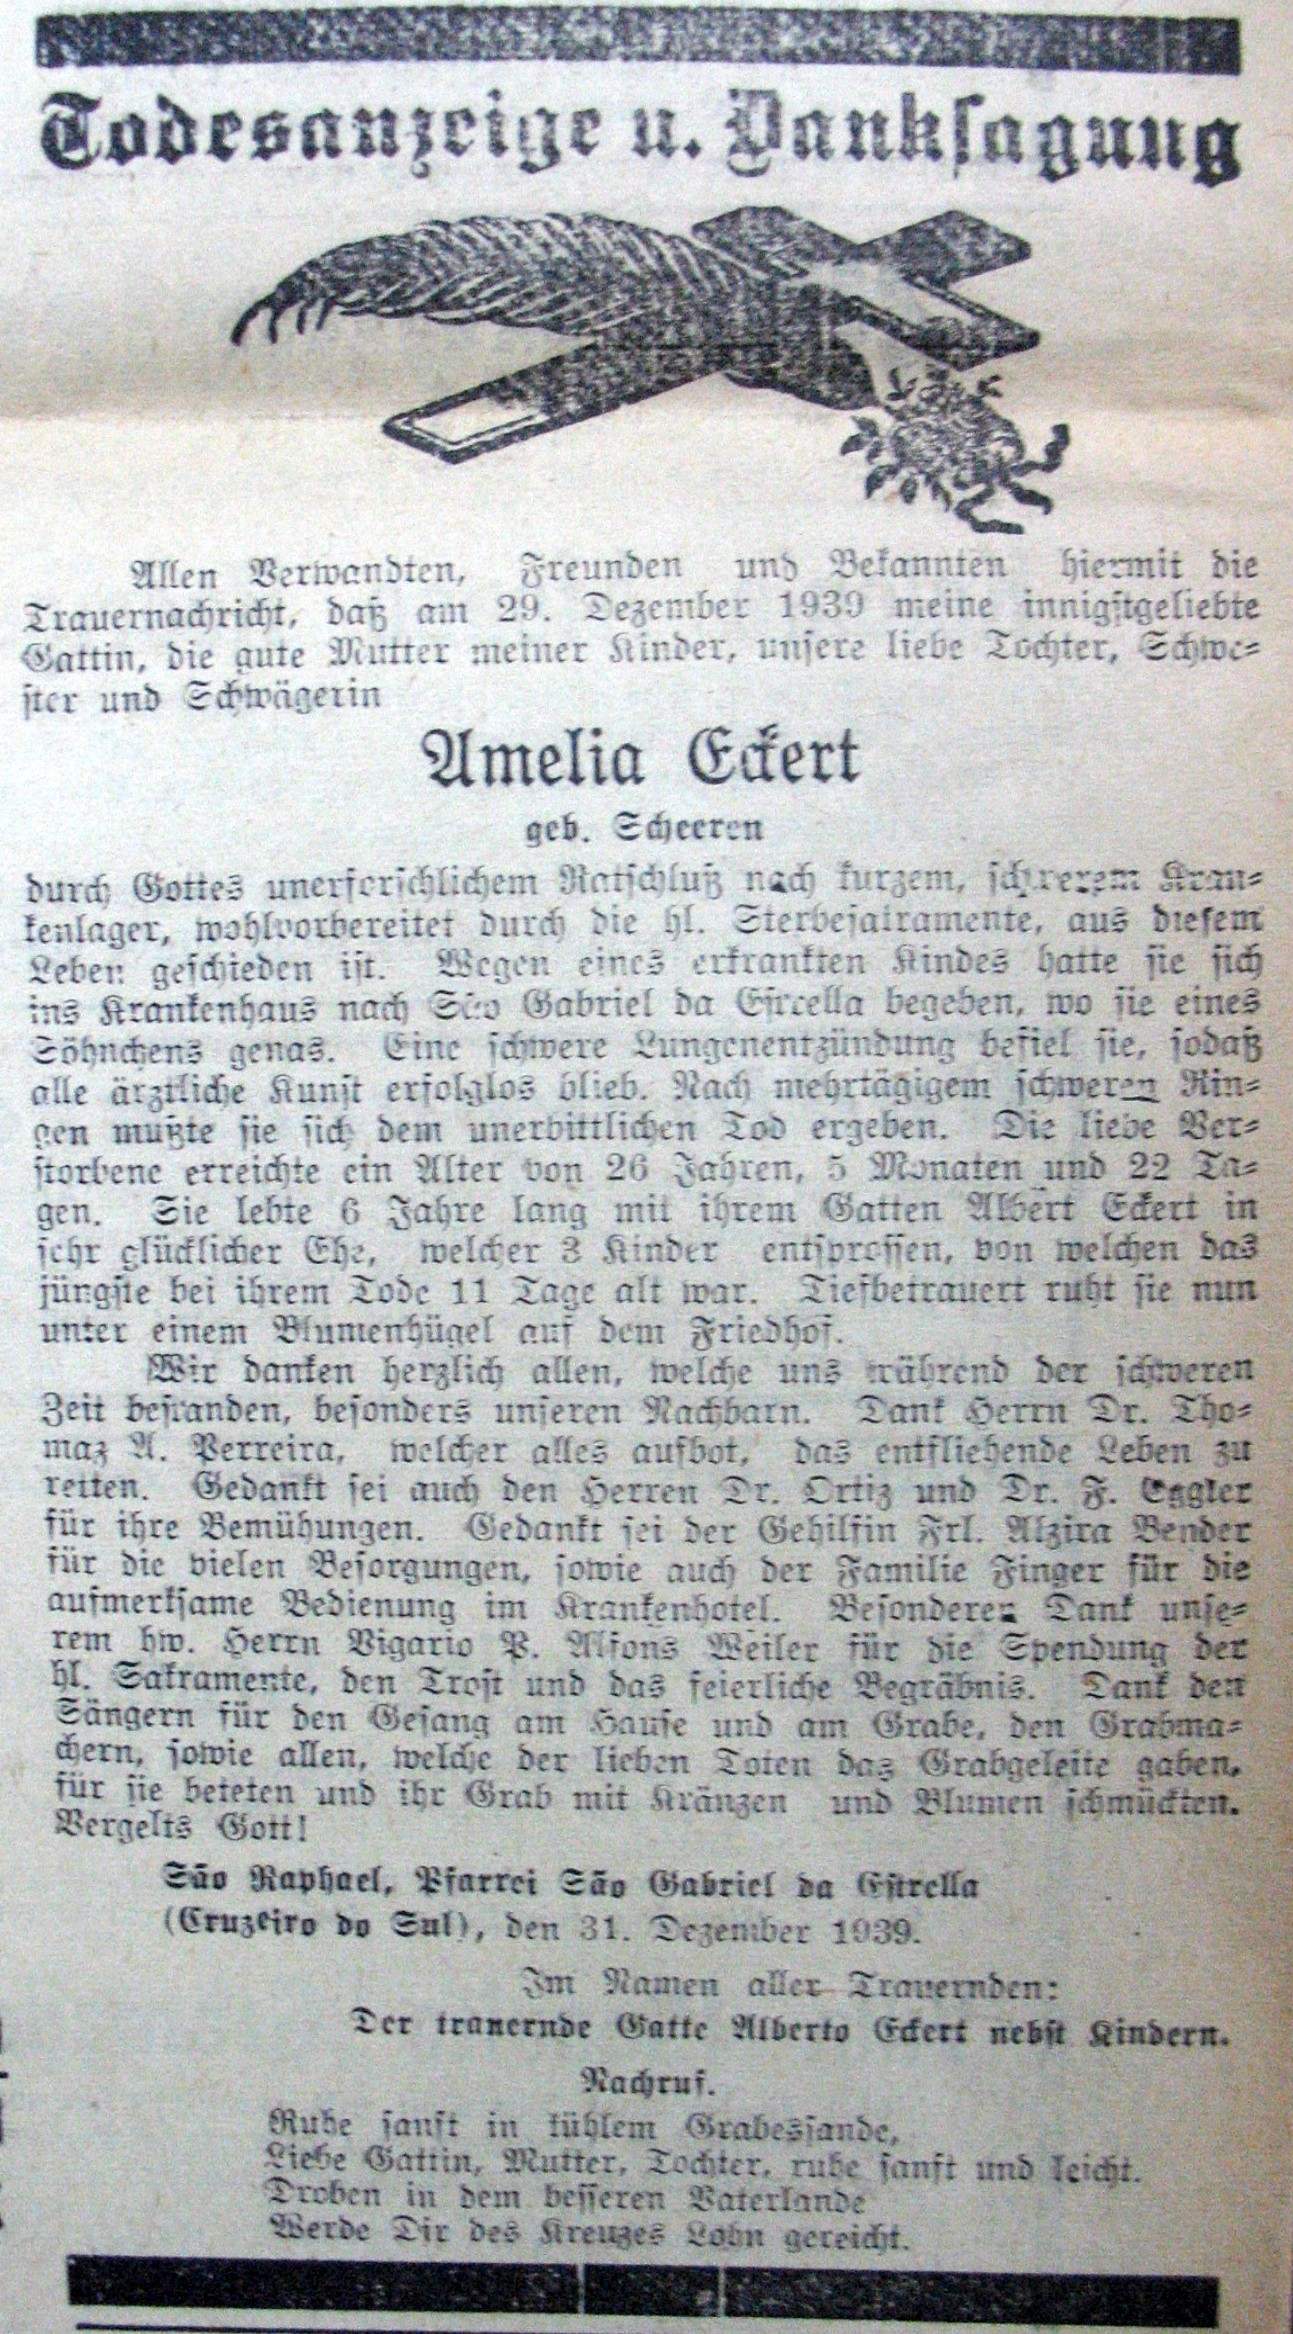 Todesanzeige u. Danksagung
Allen Verwandten, Freunden und Bekannten hiermit die
Trauernachricht, daß am 29. Dezember 1939 meine innigstgeliebte
Gattin, die gute Mutter meiner Kinder, unsere liebe Tochter, Schwe-
ster und Schwägerin
Amelia Eckert
geb. Scheeren
durch Gottes unerforschlichem Ratschluß nach kurzem, schwerem Kran-
kenlager, wohlvorbereitet durch die hl. Sterbesakramente, aus diesem
Leben geschieden ist. Wegen eines erkrankten Kindes hatte sie sich
ins Krankenhaus nach São Gabriel da Estrella begeben, wo sie eines
Söhnchens genas. Eine schwere Lungenentzündung befiel sie, sodaß
alle ärztliche Kunst erfolglos blieb. Nach mehrtägigem schweren Rin-
gen mußte sie sich dem unerbittlichen Tod ergeben. Die liebe Ver-
storbene erreichte ein Alter von 26 Jahren, 5 Monaten und 22 Ta-
gen. Sie lebte 6 Jahre lang mit ihrem Gatten Albert Eckert in
sehr glücklicher Ehe, welcher 3 Kinder entsprossen, von welchen das
jüngste bei ihrem Tode 11 Tage alt war. Tiefbetrauert ruht sie nun
unter einem Blumenhügel auf dem Friedhof.
Wir danken herzlich allen, welche uns während der schweren
Zeit bestanden, besonders unseren Nachbarn. Dank Herrn Dr. Tho-
maz A. Perreira, welcher alles aufbot, das entfliehende Leben zu
retten. Gedankt sei auch den Herren Dr. Ortiz und Dr. F. Eggler
für ihre Bemühungen. Gedankt sei der Gehilfin Frl. Alzira Bender
für die vielen Besorgungen, sowie auch der Familie Finger für die
aufmerksame Bedienung im Krankenhotel. Besonderen Dank unse-
rem hw. Herrn Vigario P. Alfons Weiler für die Spendung der
hl. Sakramente, den Trost und das feierliche Begräbnis. Dank den
Sängern für den Gesang am Hause und am Grabe, den Grabma-
chern, sowie allen, welche der lieben Toten das Grabgeleite gaben,
für sie beteten und ihr Grab mit Kränzen und Blumen schmückten.
Vergelts Gott!
São Raphael, Pfarrei São Gabriel da Estrella
(Cruzeiro do Sul), den 31. Dezember 1939.
Im Namen aller Trauernden:
Der trauernde Gatte Alberto Eckert nebst Kindern.
Nachruf.
Ruhe sanft in kühlem Grabessande,
Liebe Gattin, Mutter, Tochter, ruhe sanft und leicht.
Droben in dem besseren Vaterlande
Werde Dir des Kreuzes Lohn gereicht.